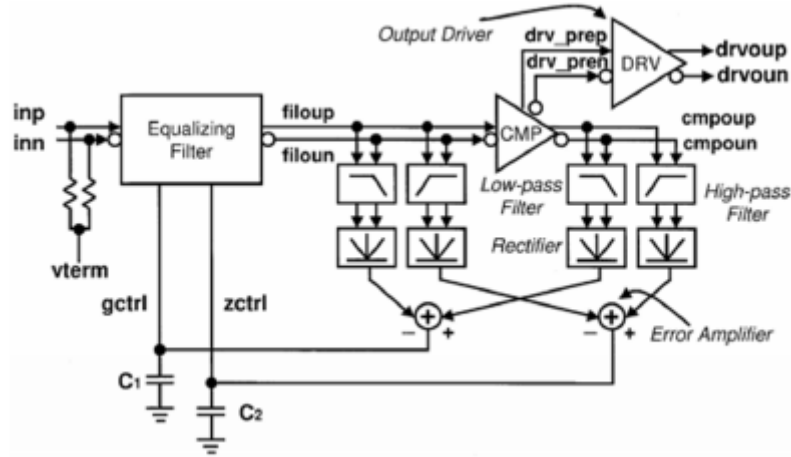 Output Driver
drv_prep
drv_pren
DRV
drvoup
drvoun
inp
inn
Equalizing
Filter
filoup
filoun
CMP
cmpoup
cmpoun
Low-pass
Filter
High-pass
Filter
Rectifier
vterm
gctrl
zctrl
− + +
− + +
Error Amplifier
C1
C2